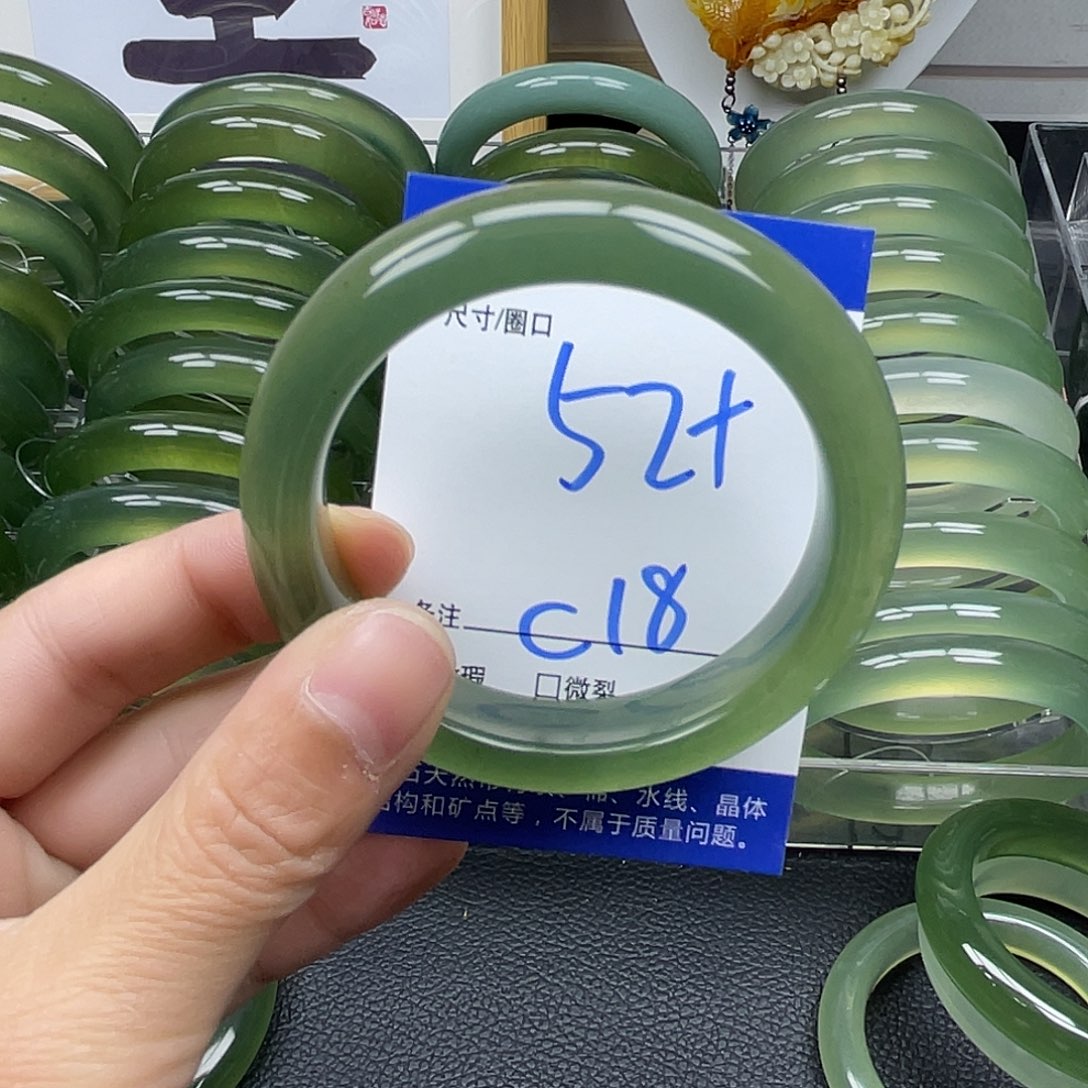 尺寸/圈口
52+
备注
C18
微裂
水线、晶体
结构和矿点等，不属于质量问题。